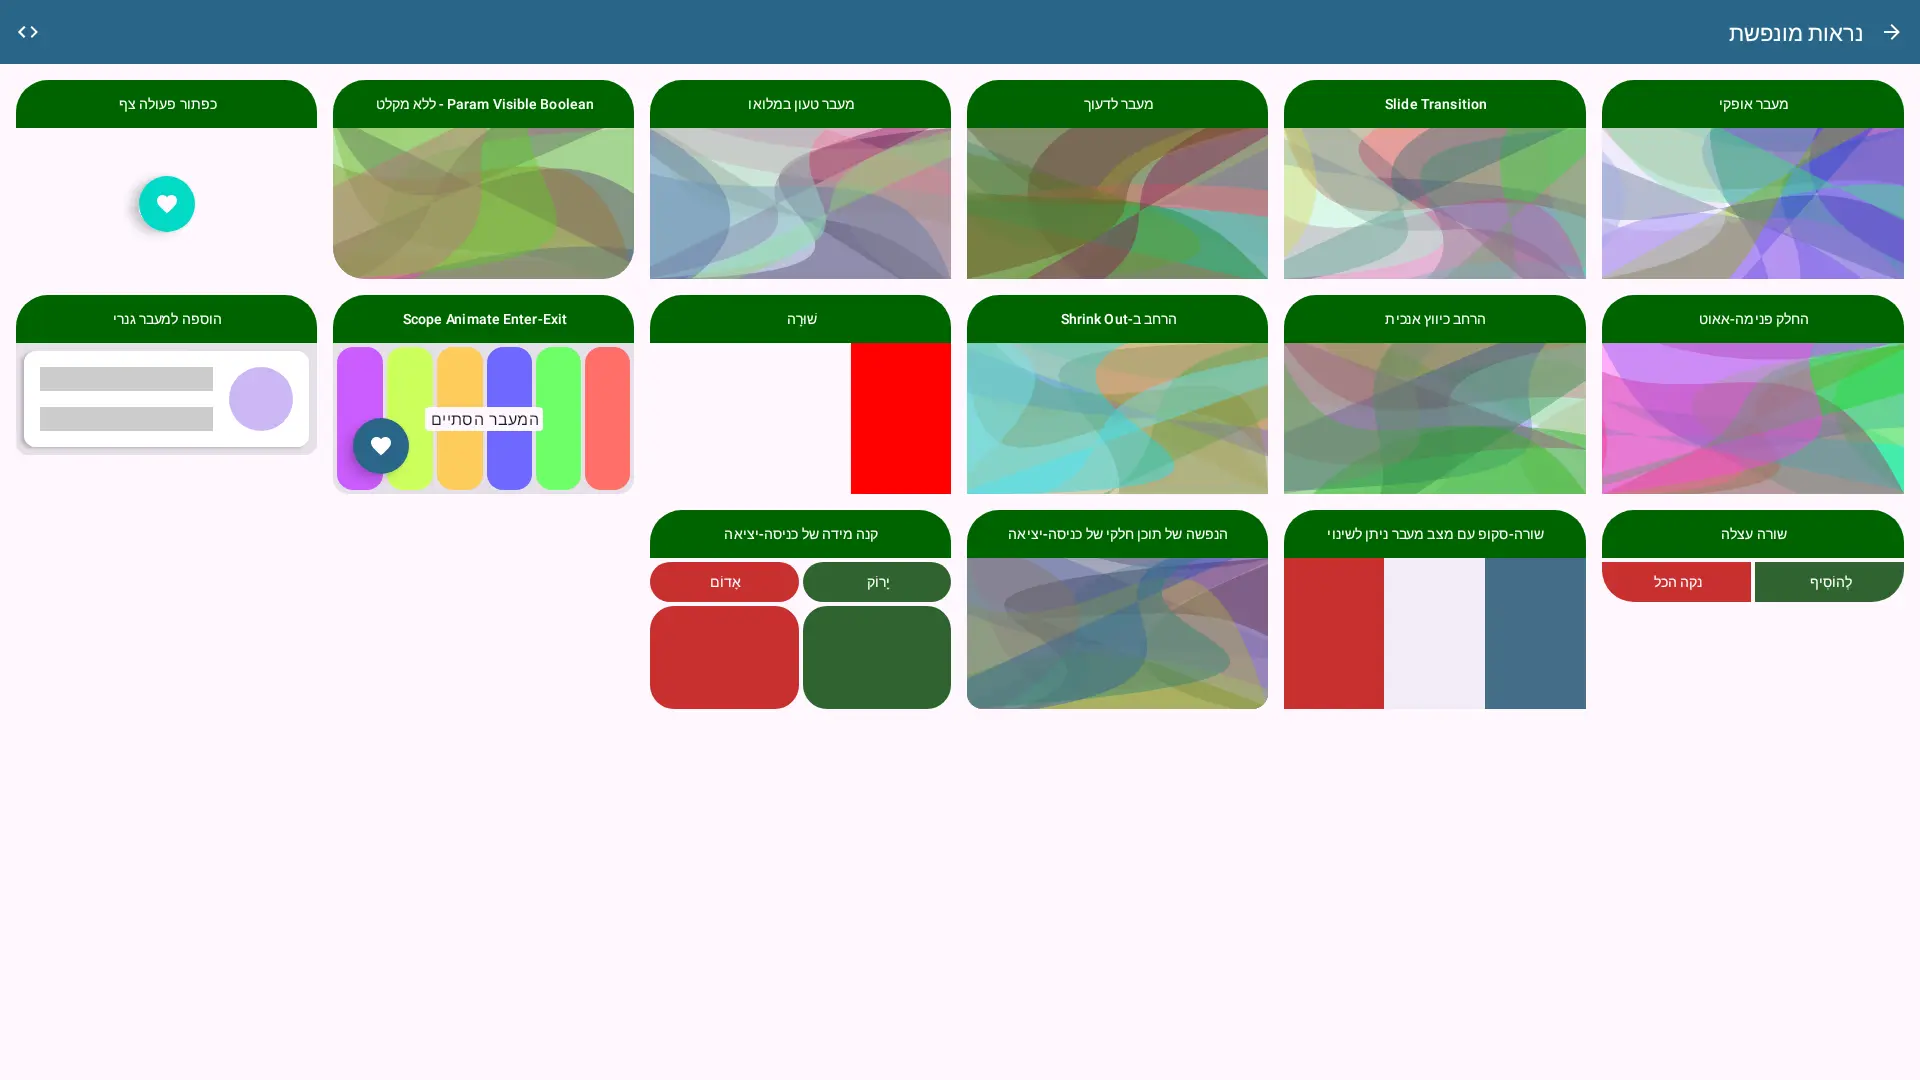 נראות מונפשת
מעבר אופקי
Slide Transition
מעבר לדעוך
מעבר טעון במלואו
ללא מקלט - Param Visible Boolean
כפתור פעולה צף
החלק פנימה-אאוט
הרחב כיווץ אנכית
הרחב ב-Shrink Out
שׁוּרָה
Scope Animate Enter-Exit
המעבר הסתיים
הוספה למעבר גנרי
שורה עצלה
לְהוֹסִיף
נקה הכל
שורה-סקופ עם מצב מעבר ניתן לשינוי
הנפשה של תוכן חלקי של כניסה-יציאה
קנה מידה של כניסה-יציאה
יָרוֹק
אָדוֹם